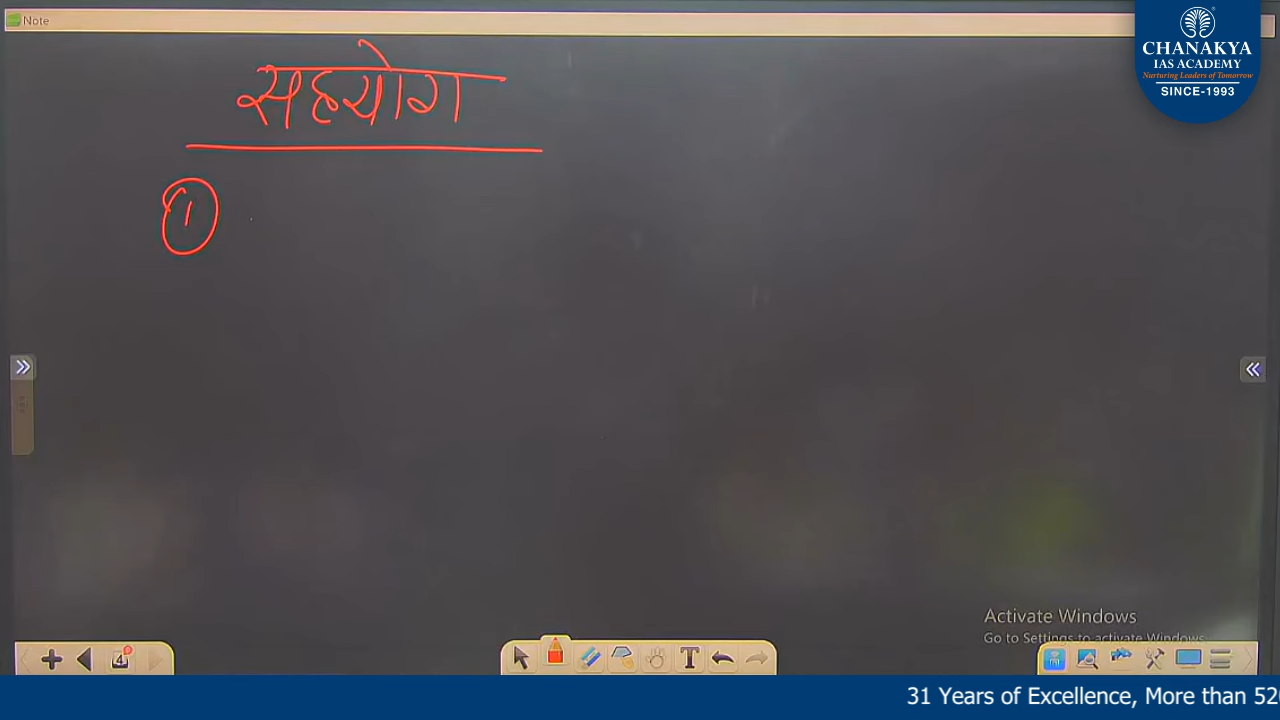 Note
CHANAKYA
IAS ACADEMY
Nurturing Leaders of Tomorrow
SINCE-1993
सहयोग
1
Activate Windows
Go to Settings to activate Windows
4
T
31 Years of Excellence, More than 52